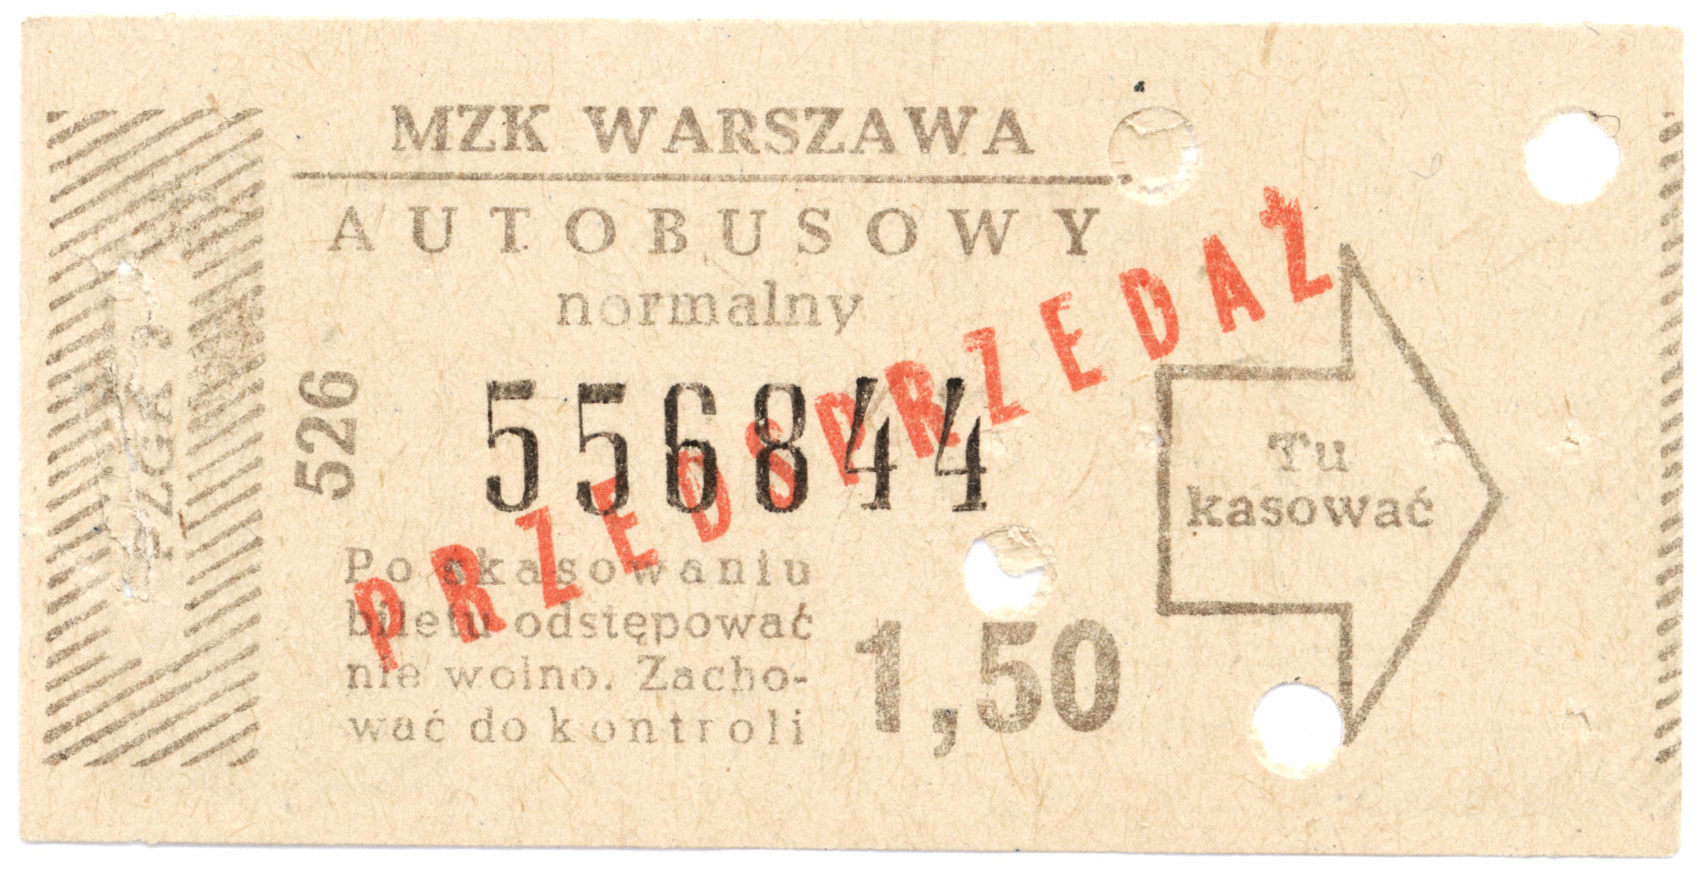 MZK WARSZAWA
AUTOBUSOWY
normalny
526
556844
PRZEDSPRZEDAŻ
Po skasowaniu
biletu odstępować
nie wolno. Zacho-
wać do kontroli
1,50
Tu
kasować